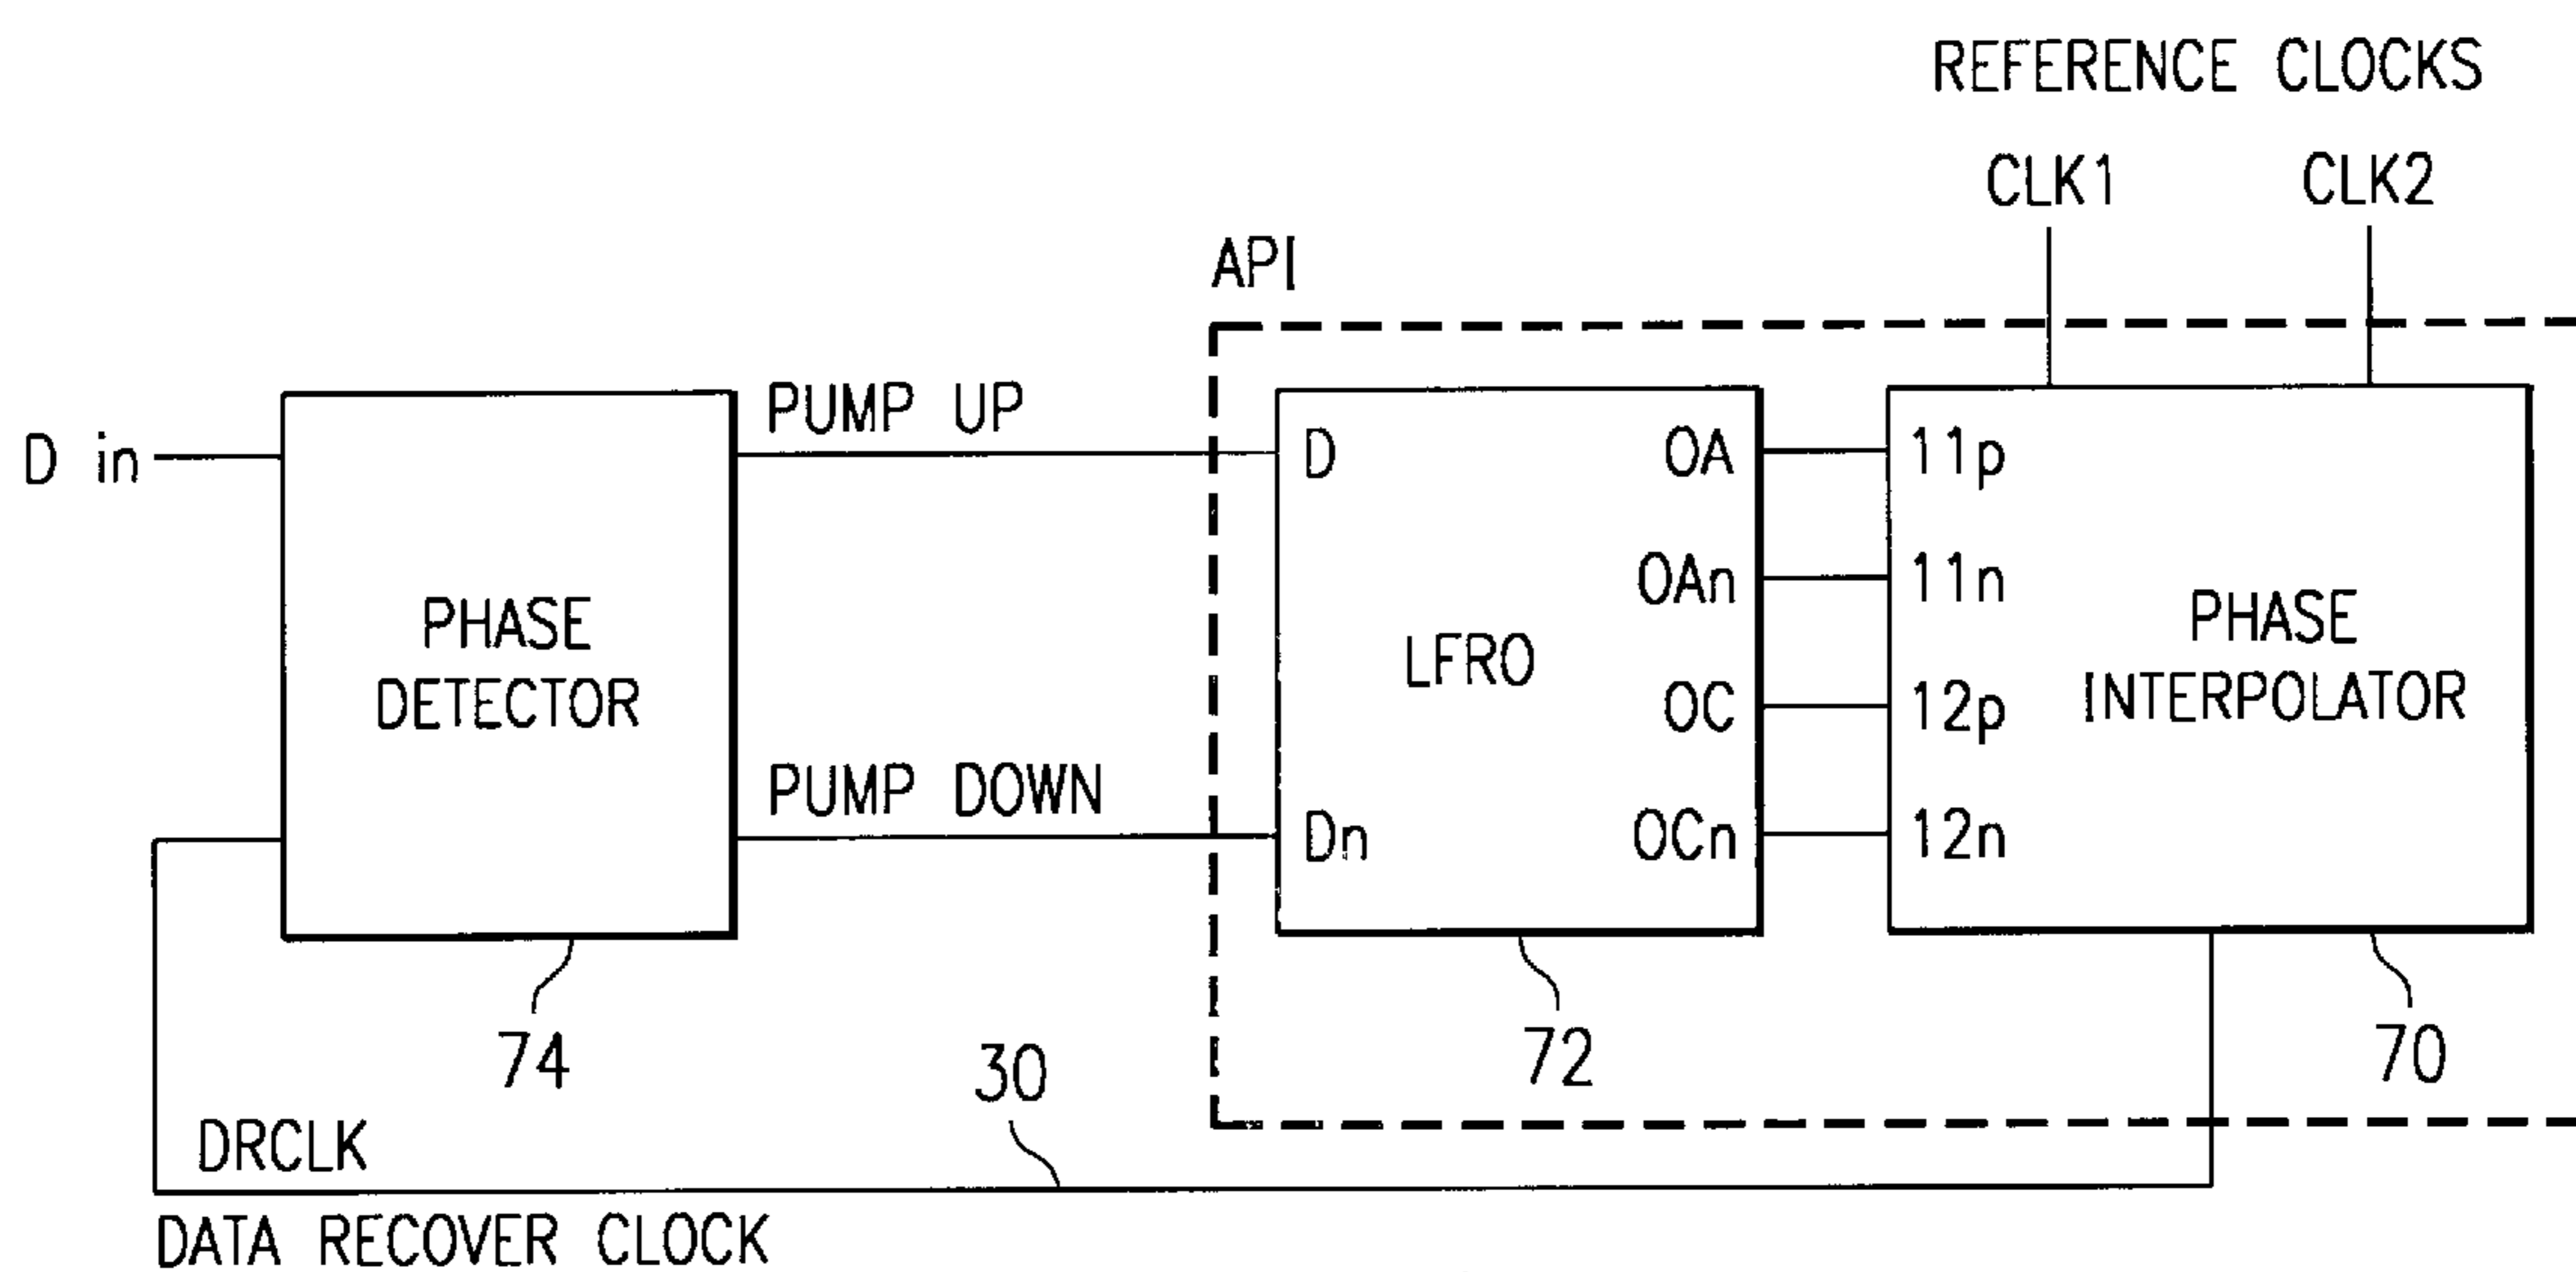 REFERENCE CLOCKS
CLK1 CLK2
API
PUMP UP
D in
D
OA
11p
OAn
11n
PHASE
DETECTOR
LFRO
PHASE
INTERPOLATOR
OC
12p
PUMP DOWN
Dn
OCn
12n
74
30
72
70
DRCLK
DATA RECOVER CLOCK